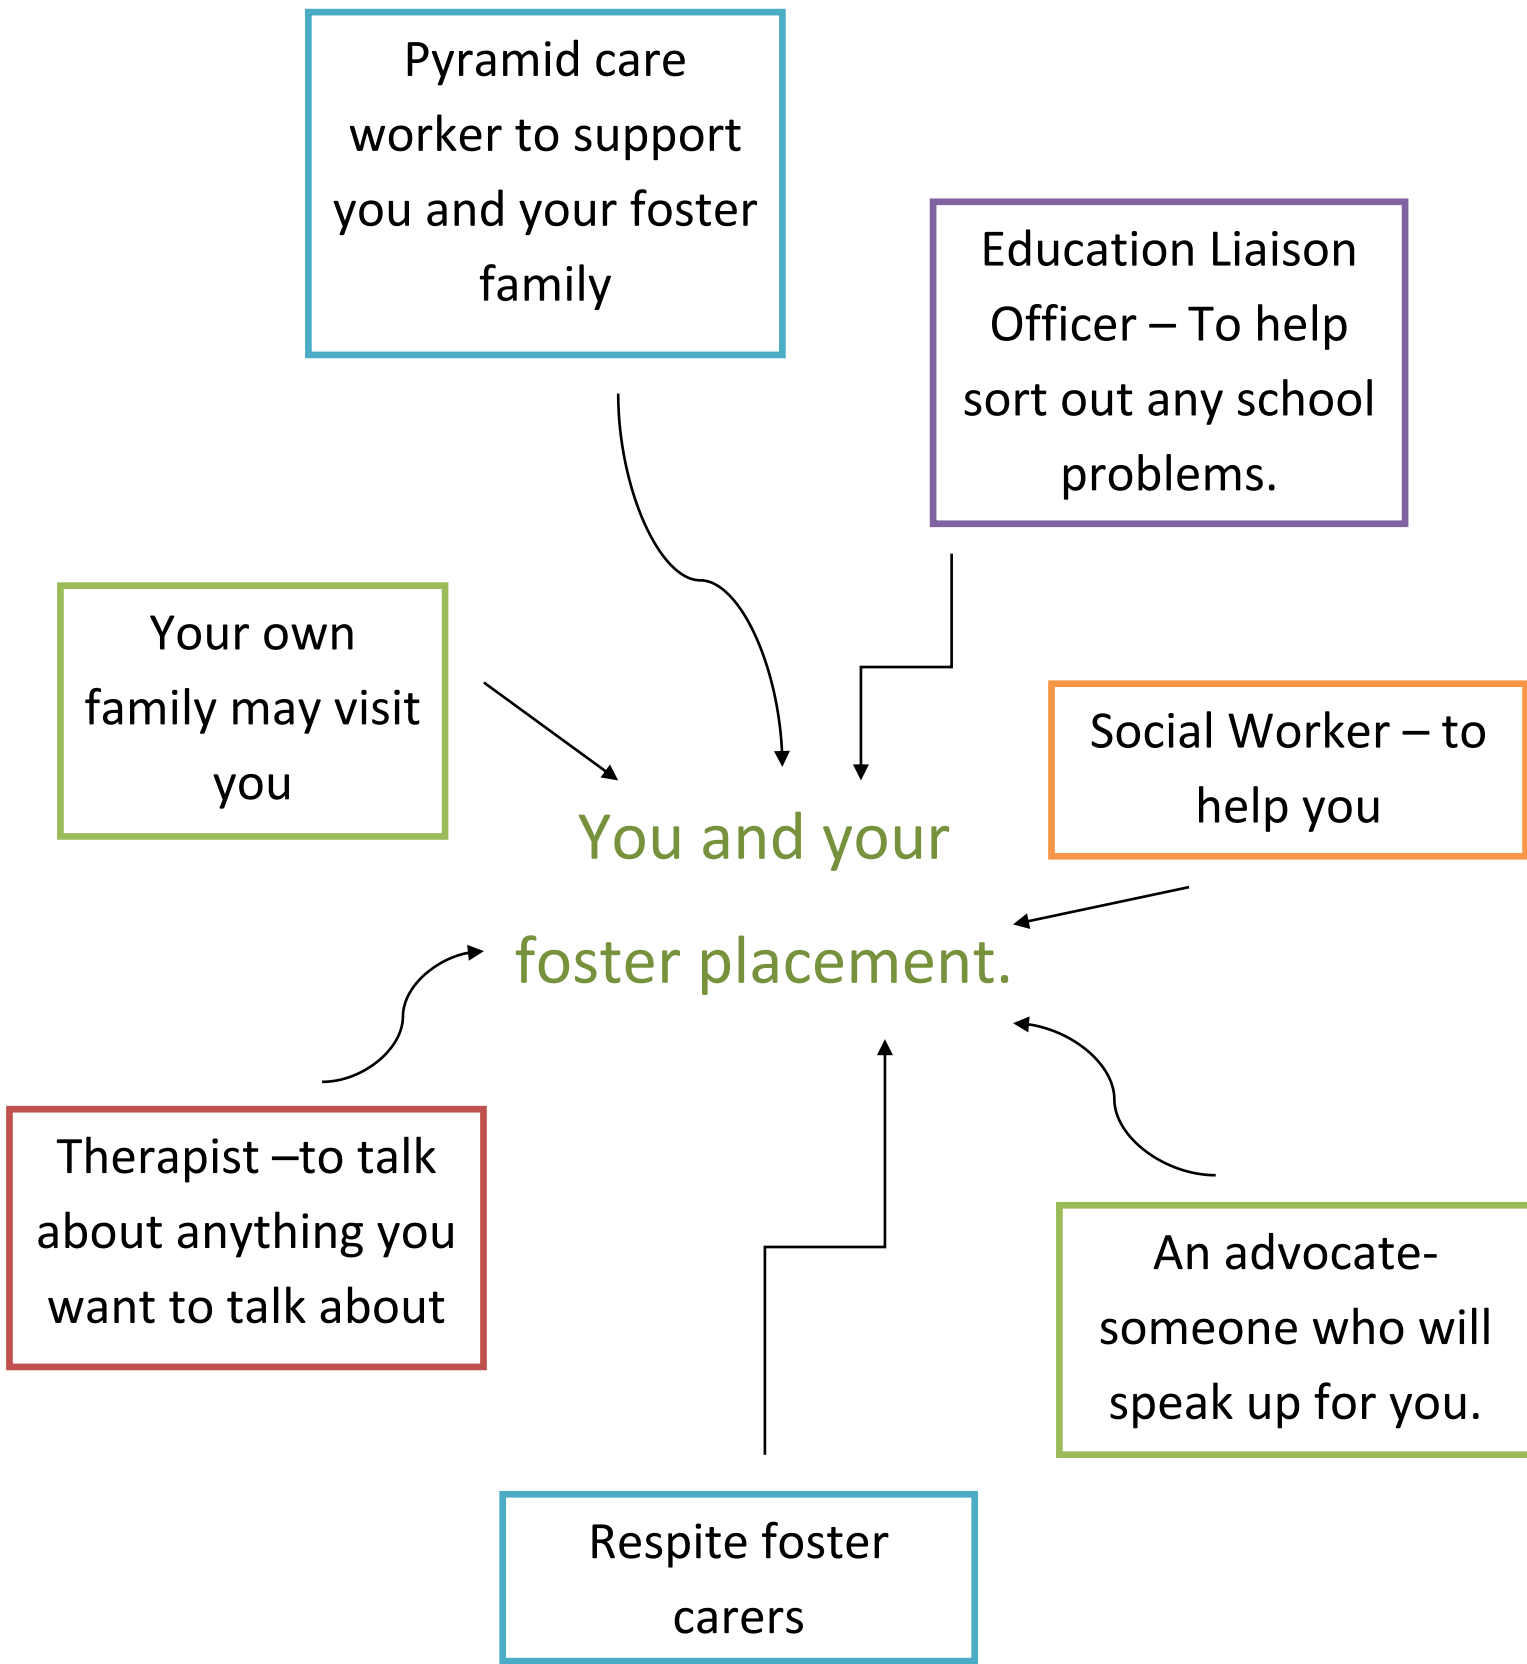 Pyramid care
worker to support
you and your foster
family
Education Liaison
Officer – To help
sort out any school
problems.
Your own
family may visit
you
Social Worker – to
help you
You and your
foster placement.
Therapist –to talk
about anything you
want to talk about
An advocate-
someone who will
speak up for you.
Respite foster
carers